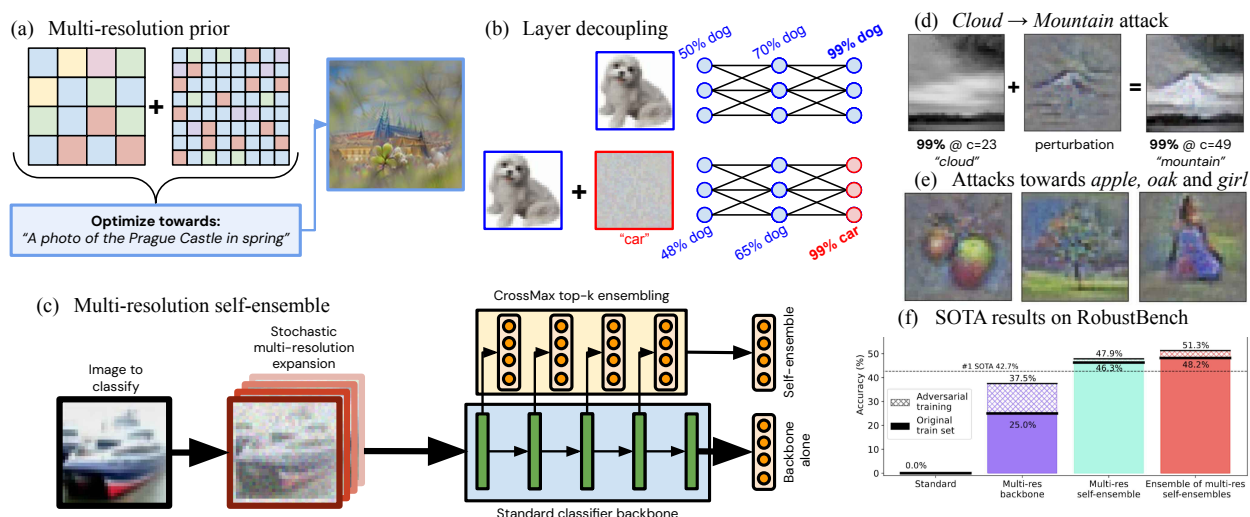 (a) Multi-resolution prior
+
Optimize towards:
"A photo of the Prague Castle in spring"
(b) Layer decoupling
50% dog
70% dog
99% dog
+
"car"
48% dog
65% dog
99% car
(c) Multi-resolution self-ensemble
Image to
classify
Stochastic
multi-resolution
expansion
CrossMax top-k ensembling
Self-ensemble
Backbone
alone
Standard classifier backbone
(d) Cloud → Mountain attack
+
=
99% @ c=23
"cloud"
perturbation
99% @ c=49
"mountain"
(e) Attacks towards apple, oak and girl
(f) SOTA results on RobustBench
Accuracy (%)
50
40
30
20
10
0
#1 SOTA 42.7%
Adversarial
training
Original
train set
0.0%
37.5%
25.0%
47.9%
46.3%
51.3%
48.2%
Standard
Multi-res
backbone
Multi-res
self-ensemble
Ensemble of multi-res
self-ensembles